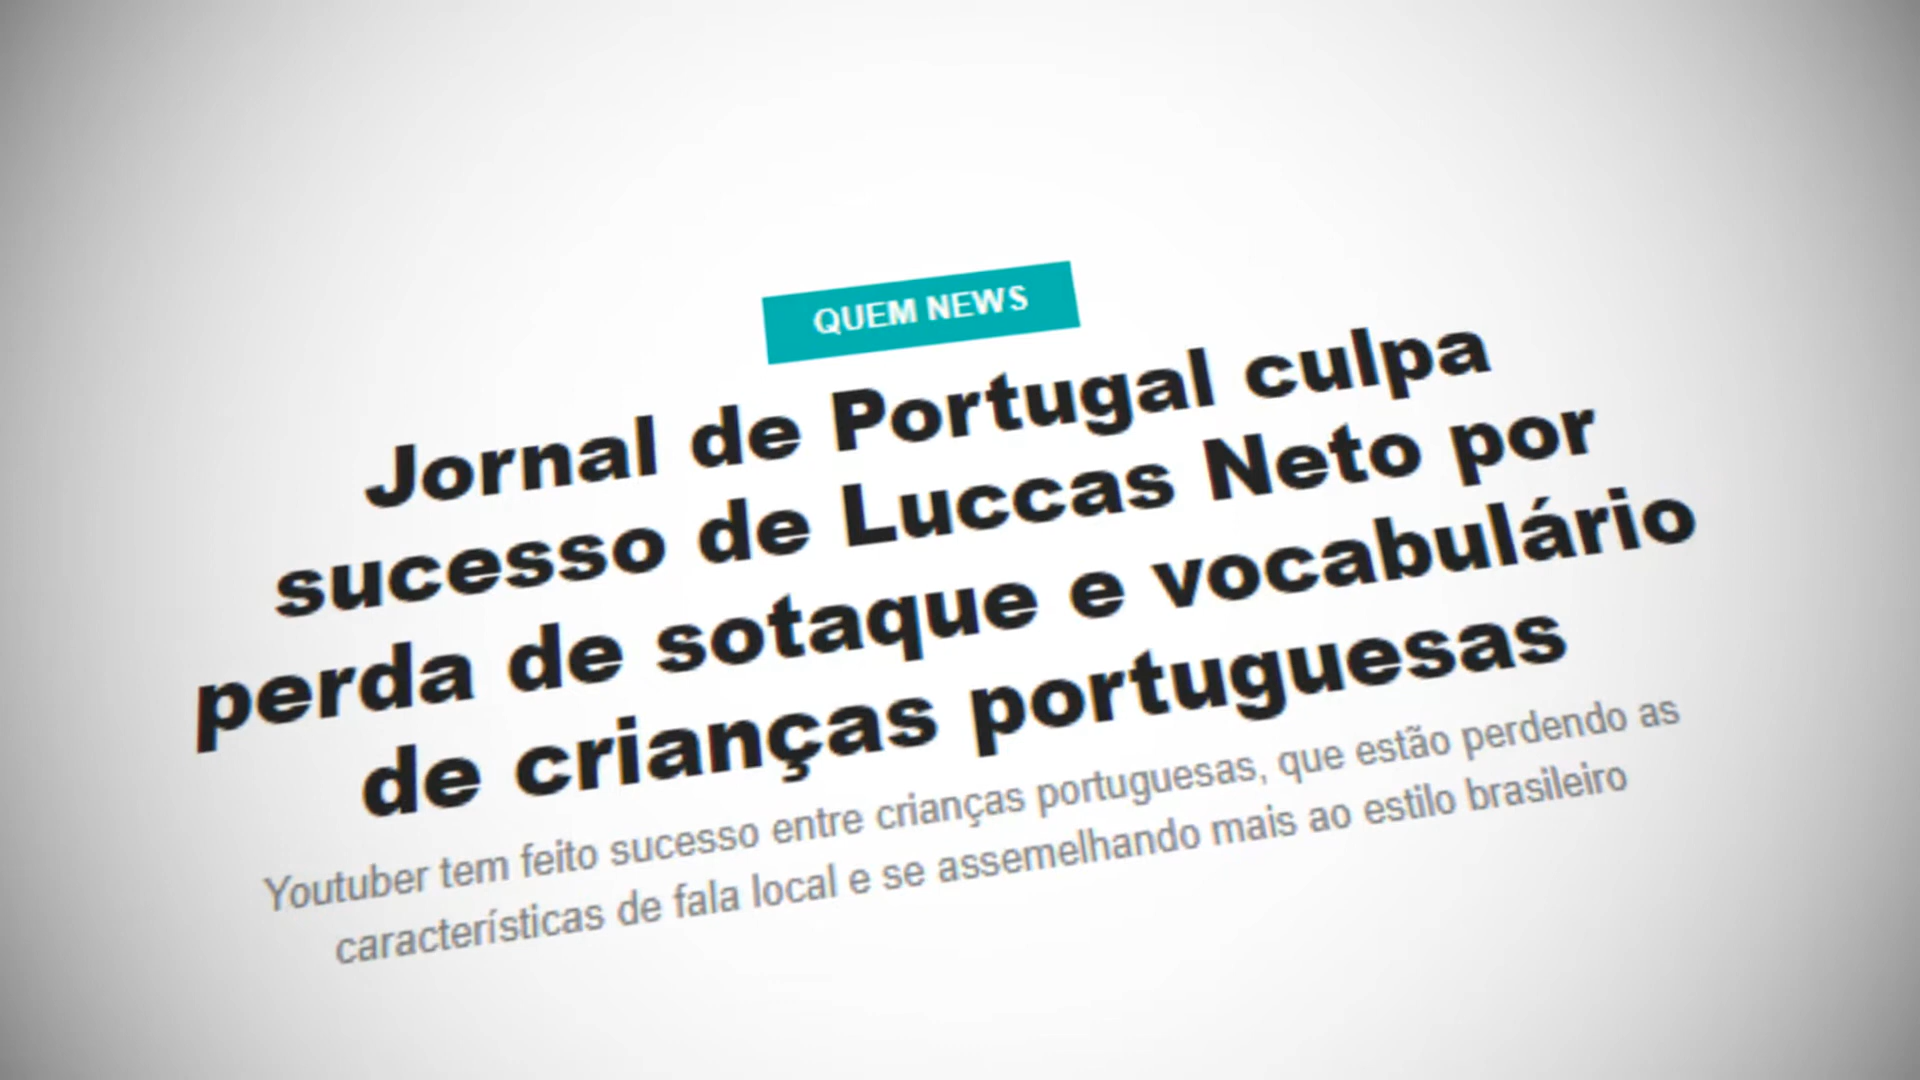 QUEM NEWS
Jornal de Portugal culpa
sucesso de Luccas Neto por
perda de sotaque e vocabulário
de crianças portuguesas
Youtuber tem feito sucesso entre crianças portuguesas, que estão perdendo as
características de fala local e se assemelhando mais ao estilo brasileiro